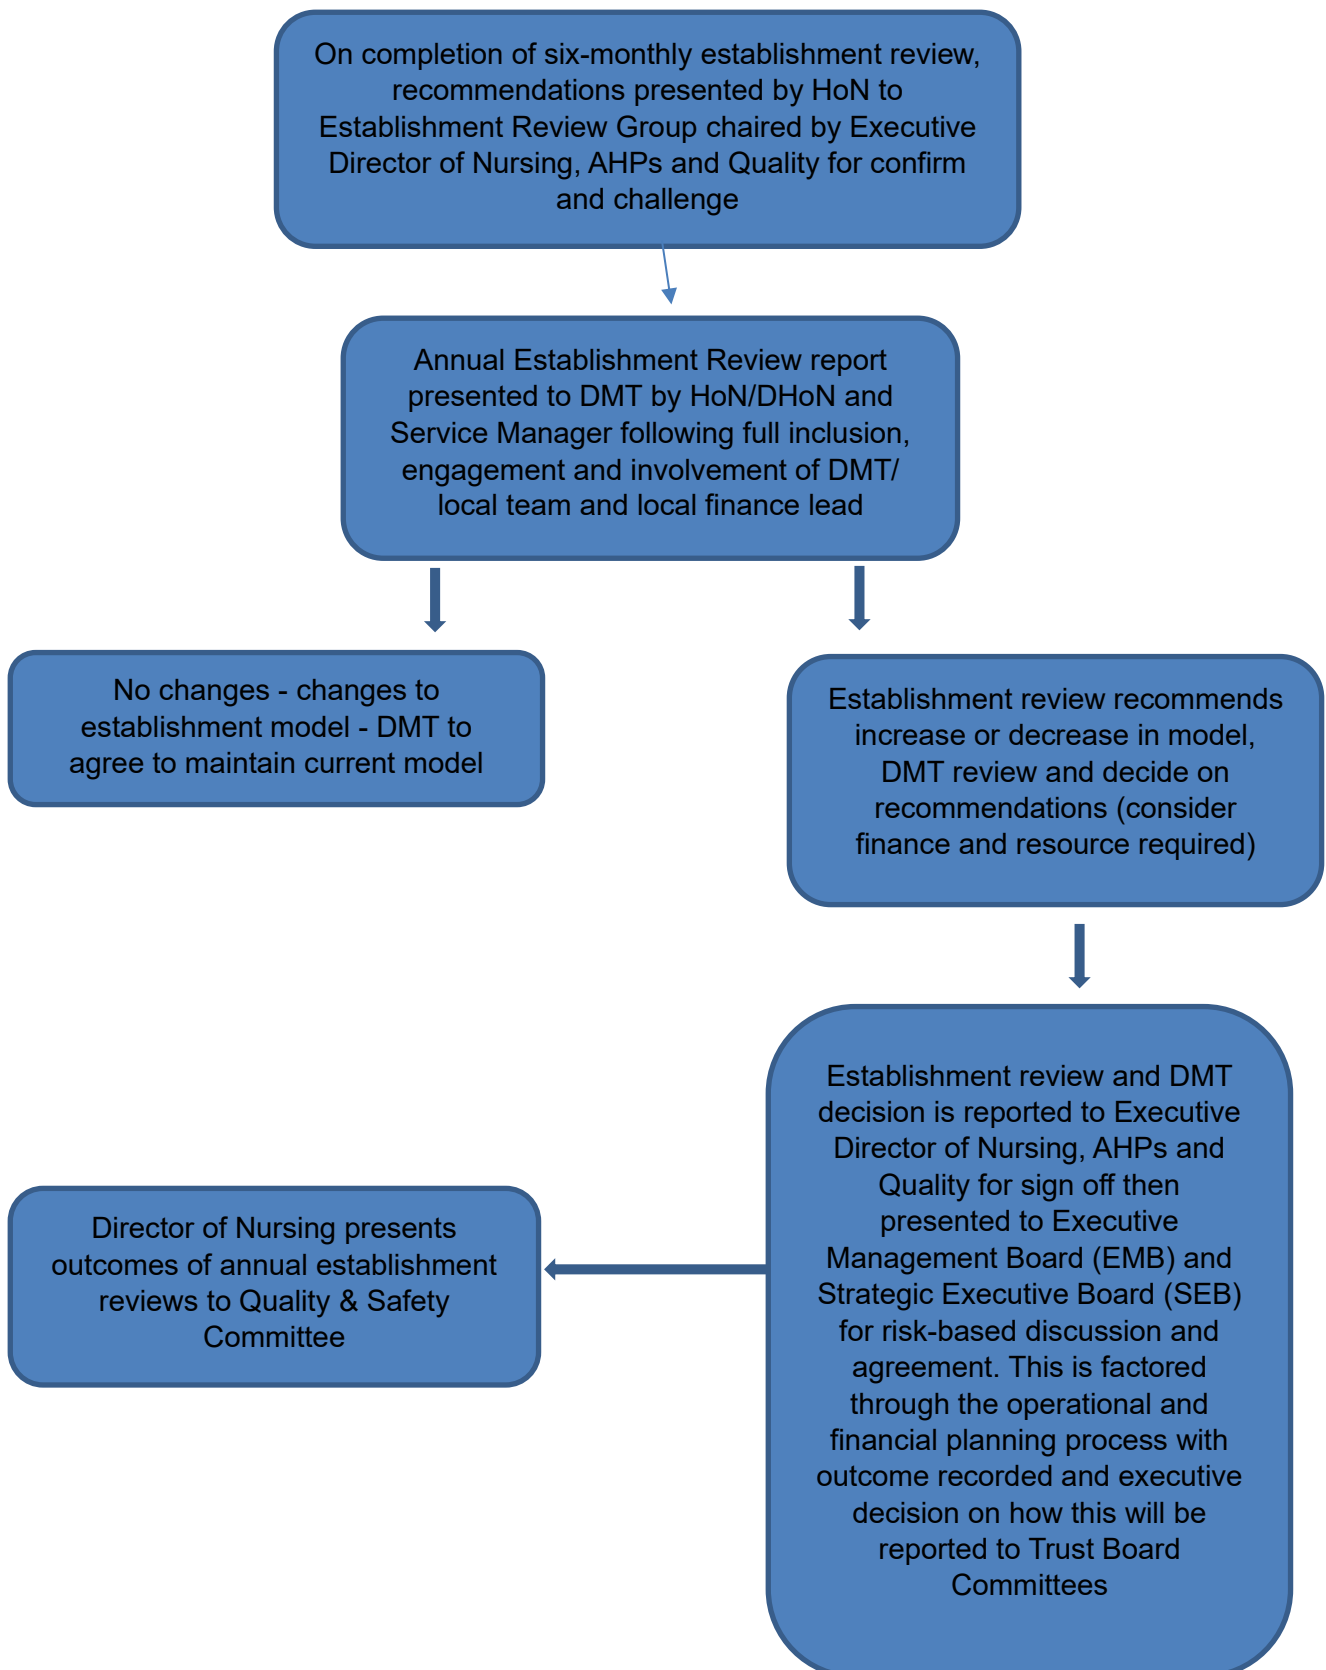 On completion of six-monthly establishment review,
recommendations presented by HoN to
Establishment Review Group chaired by Executive
Director of Nursing, AHPs and Quality for confirm
and challenge
Annual Establishment Review report
presented to DMT by HoN/DHoN and
Service Manager following full inclusion,
engagement and involvement of DMT/
local team and local finance lead
No changes - changes to
establishment model - DMT to
agree to maintain current model
Establishment review recommends
increase or decrease in model,
DMT review and decide on
recommendations (consider
finance and resource required)
Establishment review and DMT
decision is reported to Executive
Director of Nursing, AHPs and
Quality for sign off then
presented to Executive
Management Board (EMB) and
Strategic Executive Board (SEB)
for risk-based discussion and
agreement. This is factored
through the operational and
financial planning process with
outcome recorded and executive
decision on how this will be
reported to Trust Board
Committees
Director of Nursing presents
outcomes of annual establishment
reviews to Quality & Safety
Committee